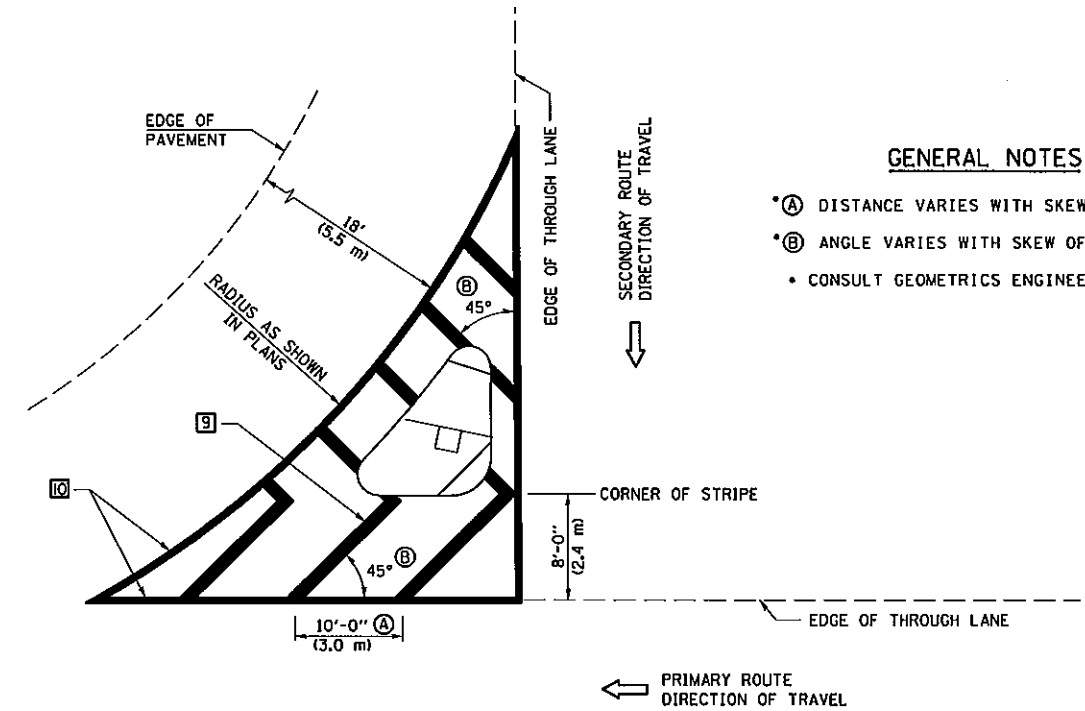 EDGE OF
PAVEMENT
18'
(5.5 m)
RADIUS AS SHOWN
IN PLANS
EDGE OF THROUGH LANE
SECONDARY ROUTE
DIRECTION OF TRAVEL
GENERAL NOTES
*Ⓐ DISTANCE VARIES WITH SKEW
*Ⓑ ANGLE VARIES WITH SKEW OF
* CONSULT GEOMETRICS ENGINEE
Ⓑ
45°
9
10
CORNER OF STRIPE
8'-0"
(2.4 m)
45° Ⓑ
10'-0" Ⓐ
(3.0 m)
EDGE OF THROUGH LANE
PRIMARY ROUTE
DIRECTION OF TRAVEL